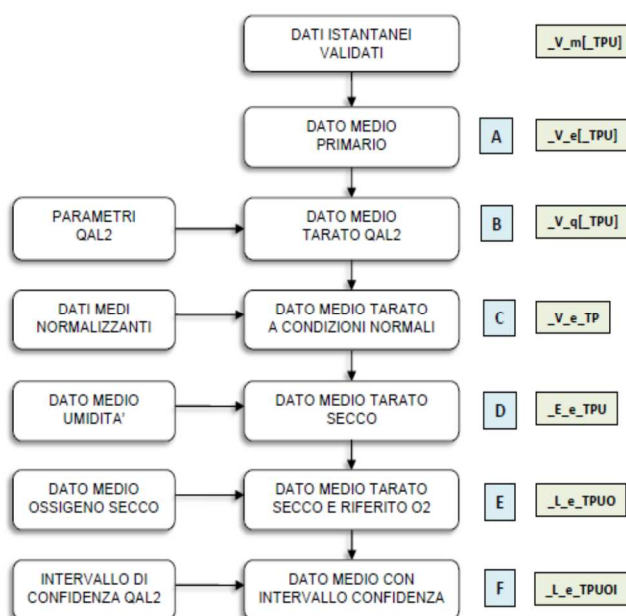 DATI ISTANTANEI
VALIDATI
_V_m[_TPU]
DATO MEDIO
PRIMARIO
A
_V_e[_TPU]
PARAMETRI
QAL2
DATO MEDIO
TARATO QAL2
B
_V_q[_TPU]
DATI MEDI
NORMALIZZANTI
DATO MEDIO TARATO
A CONDIZIONI NORMALI
C
_V_e_TP
DATO MEDIO
UMIDITA'
DATO MEDIO TARATO
SECCO
D
_E_e_TPU
DATO MEDIO
OSSIGENO SECCO
DATO MEDIO TARATO
SECCO E RIFERITO O2
E
_L_e_TPUO
INTERVALLO DI
CONFIDENZA QAL2
DATO MEDIO CON
INTERVALLO CONFIDENZA
F
_L_e_TPUOI